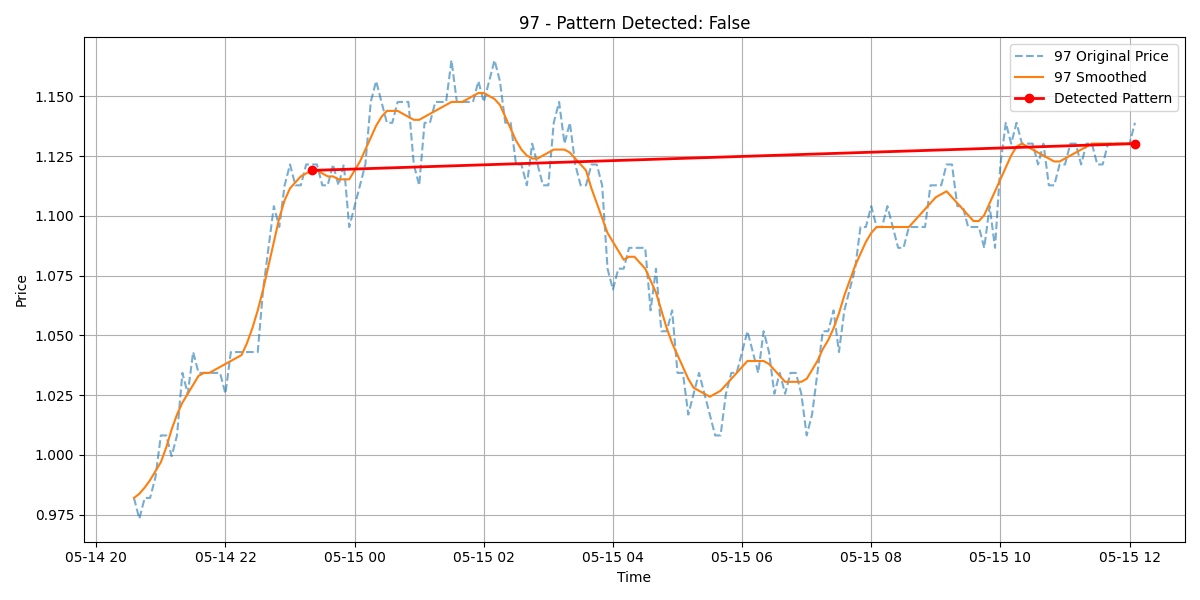 97 - Pattern Detected: False
97 Original Price
97 Smoothed
Detected Pattern
Price
1.150
1.125
1.100
1.075
1.050
1.025
1.000
0.975
05-14 20
05-14 22
05-15 00
05-15 02
05-15 04
05-15 06
05-15 08
05-15 10
05-15 12
Time